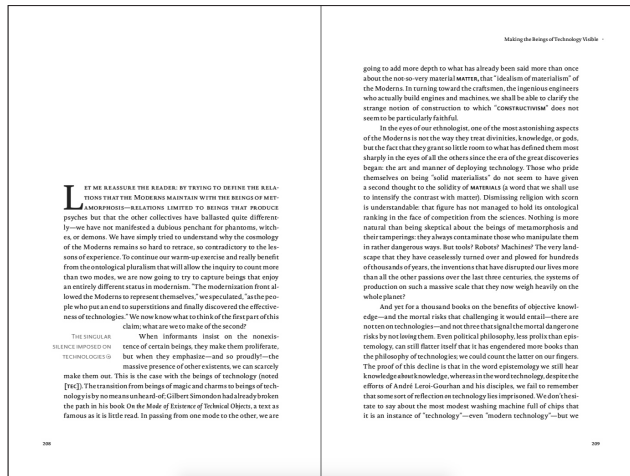 LET ME REASSURE THE READER: BY TRYING TO DEFINE THE RELA-
TIONS THAT THE MODERNS MAINTAIN WITH THE BEINGS OF MET-
AMORPHOSIS—RELATIONS LIMITED TO BEINGS THAT PRODUCE
psyches but that the other collectives have ballasted quite different-
ly—we have not manifested a dubious penchant for phantoms, witch-
es, or demons. We have simply tried to understand why the cosmology
of the Moderns remains so hard to retrace, so contradictory to the les-
sons of experience. To continue our warm-up exercise and really benefit
from the ontological pluralism that will allow the inquiry to count more
than two modes, we are now going to try to capture beings that enjoy
an entirely different status in modernism. "The modernization front al-
lowed the Moderns to represent themselves," we speculated, "as the peo-
ple who put an end to superstitions and finally discovered the effective-
ness of technologies." We now know what to think of the first part of this
claim; what are we to make of the second?
THE SINGULAR
SILENCE IMPOSED ON
TECHNOLOGIES
When informants insist on the nonexis-
tence of certain beings, they make them proliferate,
but when they emphasize—and so proudly!—the
massive presence of other existents, we can scarcely
make them out. This is the case with the beings of technology (noted
[TEC]). The transition from beings of magic and charms to beings of tech-
nology is by no means unheard-of; Gilbert Simondon had already broken
the path in his book On the Mode of Existence of Technical Objects, a text as
famous as it is little read. In passing from one mode to the other, we are
208
Making the Beings of Technology Visible ·
going to add more depth to what has already been said more than once
about the not-so-very material MATTER, that "idealism of materialism" of
the Moderns. In turning toward the craftsmen, the ingenious engineers
who actually build engines and machines, we shall be able to clarify the
strange notion of construction to which "CONSTRUCTIVISM" does not
seem to be particularly faithful.
In the eyes of our ethnologist, one of the most astonishing aspects
of the Moderns is not the way they treat divinities, knowledge, or gods,
but the fact that they grant so little room to what has defined them most
sharply in the eyes of all the others since the era of the great discoveries
began: the art and manner of deploying technology. Those who pride
themselves on being "solid materialists" do not seem to have given
a second thought to the solidity of MATERIALS (a word that we shall use
to intensify the contrast with matter). Dismissing religion with scorn
is understandable: that figure has not managed to hold its ontological
ranking in the face of competition from the sciences. Nothing is more
natural than being skeptical about the beings of metamorphosis and
their tamperings: they always contaminate those who manipulate them
in rather dangerous ways. But tools? Robots? Machines? The very land-
scape that they have ceaselessly turned over and plowed for hundreds
of thousands of years, the inventions that have disrupted our lives more
than all the other passions over the last three centuries, the systems of
production on such a massive scale that they now weigh heavily on the
whole planet?
And yet for a thousand books on the benefits of objective knowl-
edge—and the mortal risks that challenging it would entail—there are
not ten on technologies—and not three that signal the mortal danger one
risks by not loving them. Even political philosophy, less prolix than epis-
temology, can still flatter itself that it has engendered more books than
the philosophy of technologies; we could count the latter on our fingers.
The proof of this decline is that in the word epistemology we still hear
knowledge about knowledge, whereas in the word technology, despite the
efforts of André Leroi-Gourhan and his disciples, we fail to remember
that some sort of reflection on technology lies imprisoned. We don't hesi-
tate to say about the most modest washing machine full of chips that
it is an instance of "technology"—even "modern technology"—but we
209